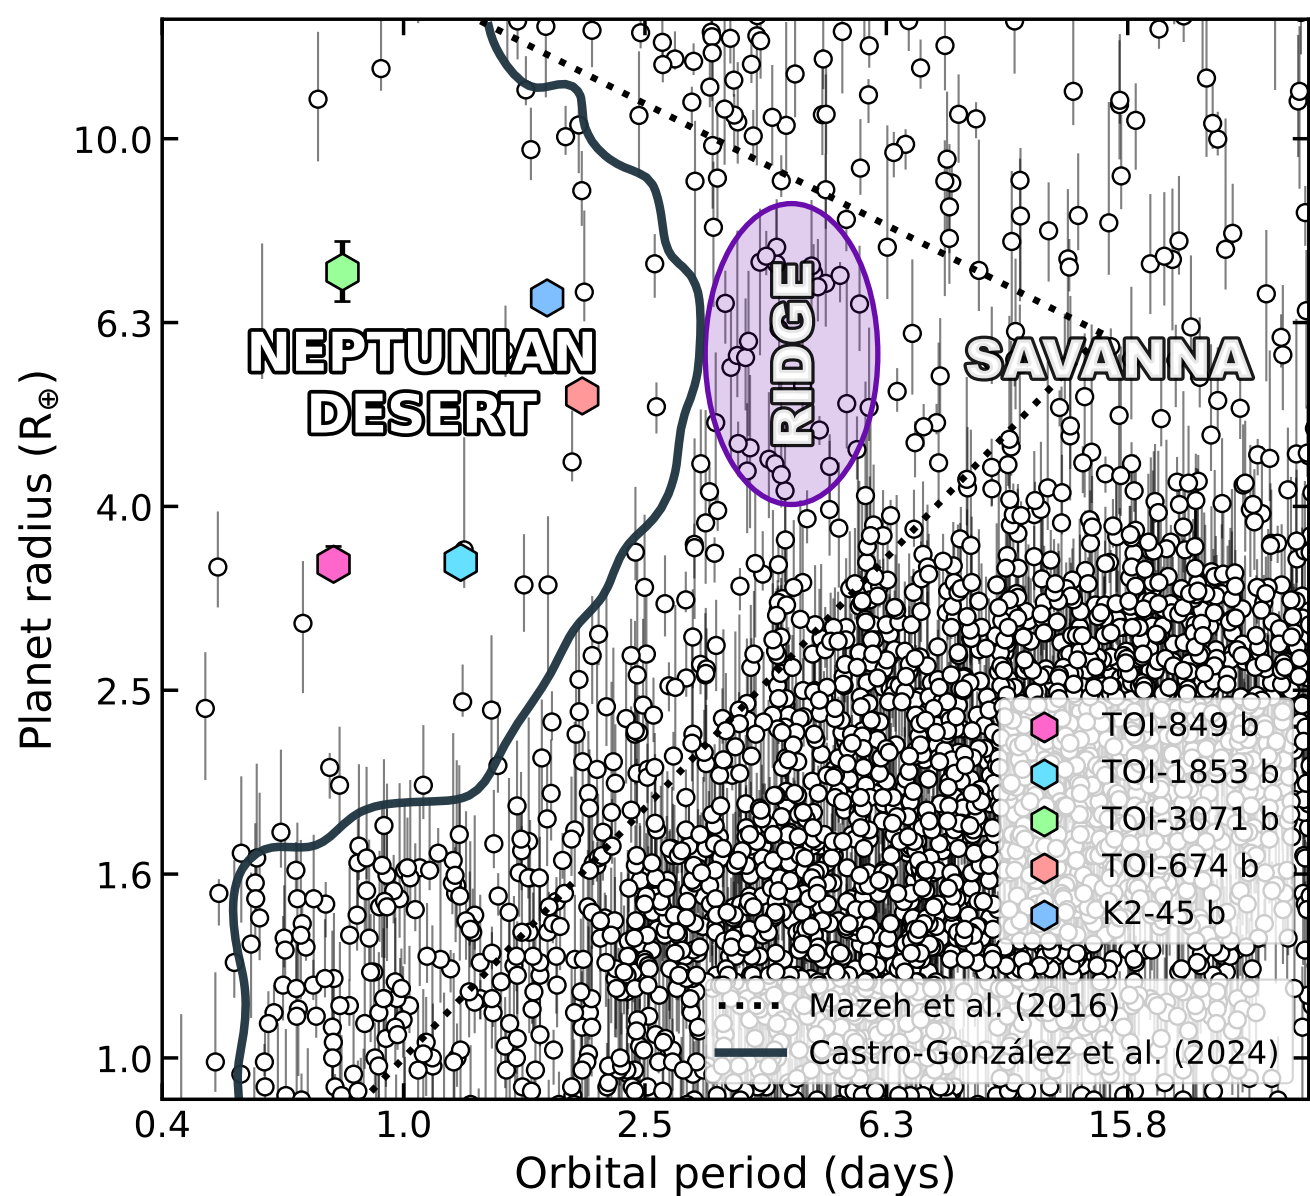 Planet radius (R⊕)
10.0
6.3
4.0
2.5
1.6
1.0
NEPTUNIAN
DESERT
RIDGE
SAVANNA
TOI-849 b
TOI-1853 b
TOI-3071 b
TOI-674 b
K2-45 b
Mazeh et al. (2016)
Castro-González et al. (2024)
0.4 1.0 2.5 6.3 15.8
Orbital period (days)